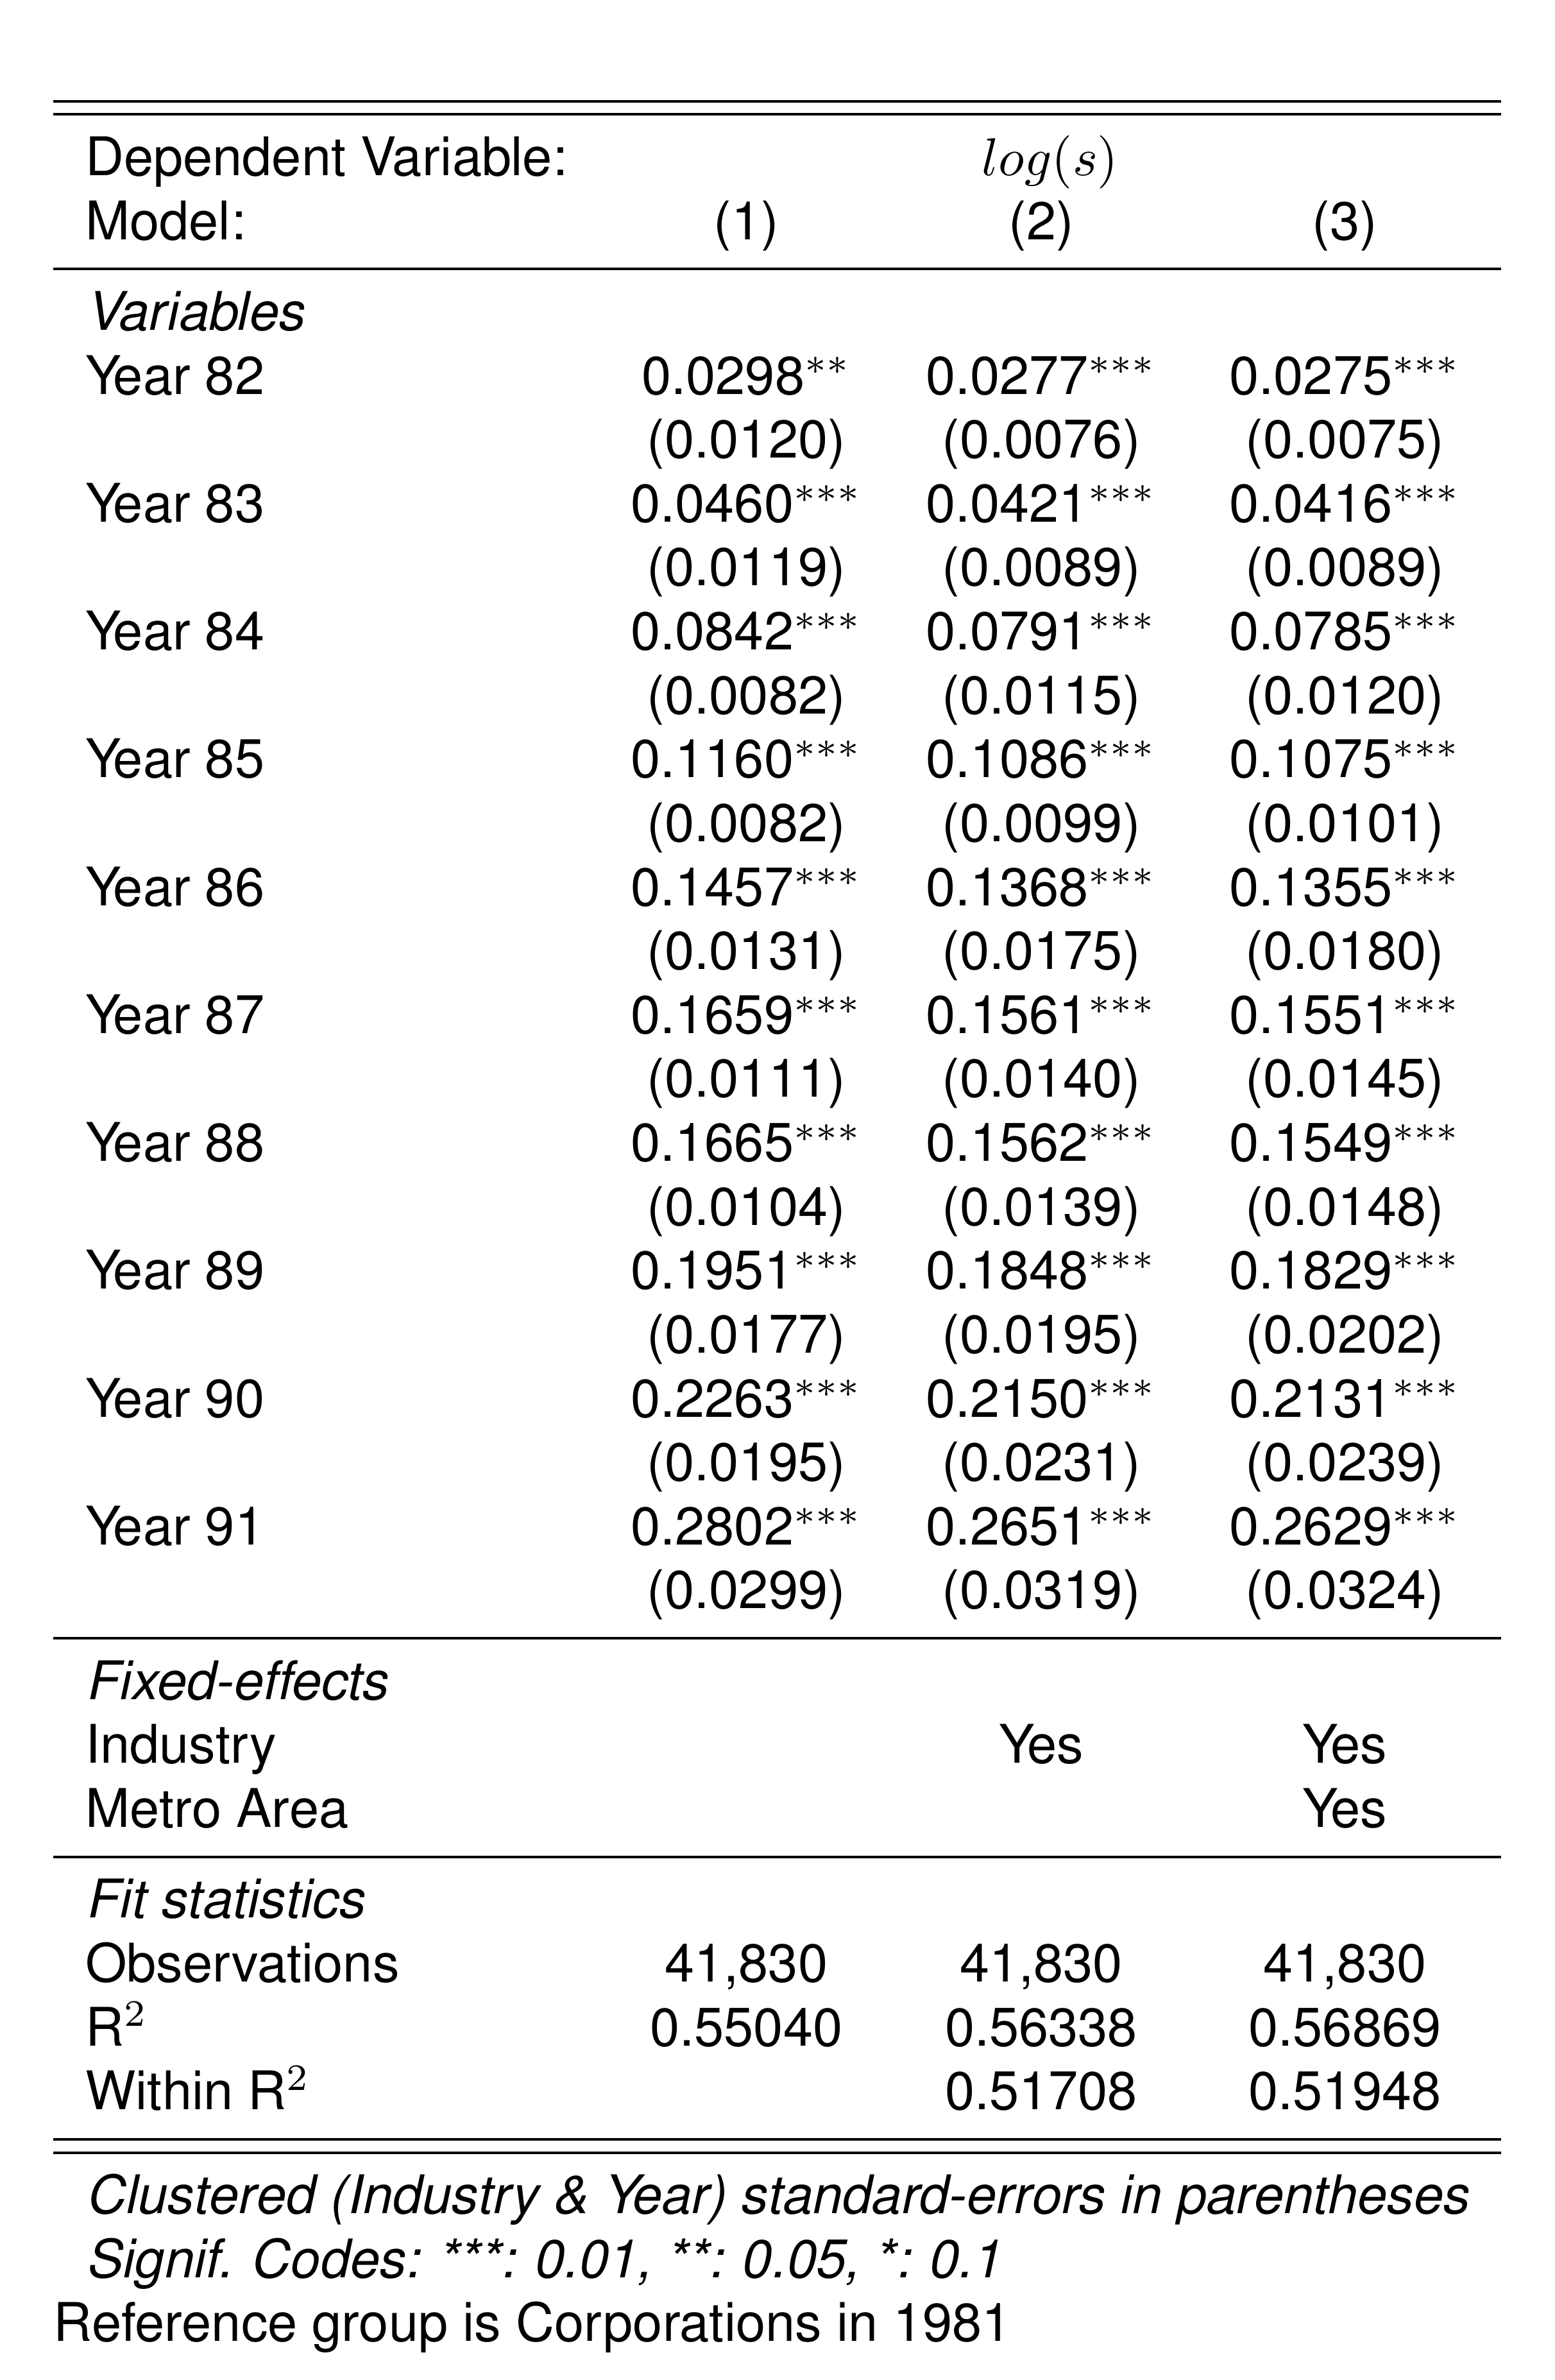 Dependent Variable: log(s)
Model: (1) (2) (3)
Variables
Year 82 0.0298** 0.0277*** 0.0275***
(0.0120) (0.0076) (0.0075)
Year 83 0.0460*** 0.0421*** 0.0416***
(0.0119) (0.0089) (0.0089)
Year 84 0.0842*** 0.0791*** 0.0785***
(0.0082) (0.0115) (0.0120)
Year 85 0.1160*** 0.1086*** 0.1075***
(0.0082) (0.0099) (0.0101)
Year 86 0.1457*** 0.1368*** 0.1355***
(0.0131) (0.0175) (0.0180)
Year 87 0.1659*** 0.1561*** 0.1551***
(0.0111) (0.0140) (0.0145)
Year 88 0.1665*** 0.1562*** 0.1549***
(0.0104) (0.0139) (0.0148)
Year 89 0.1951*** 0.1848*** 0.1829***
(0.0177) (0.0195) (0.0202)
Year 90 0.2263*** 0.2150*** 0.2131***
(0.0195) (0.0231) (0.0239)
Year 91 0.2802*** 0.2651*** 0.2629***
(0.0299) (0.0319) (0.0324)
Fixed-effects
Industry Yes Yes
Metro Area Yes
Fit statistics
Observations 41,830 41,830 41,830
R² 0.55040 0.56338 0.56869
Within R² 0.51708 0.51948
Clustered (Industry & Year) standard-errors in parentheses
Signif. Codes: ***: 0.01, **: 0.05, *: 0.1
Reference group is Corporations in 1981